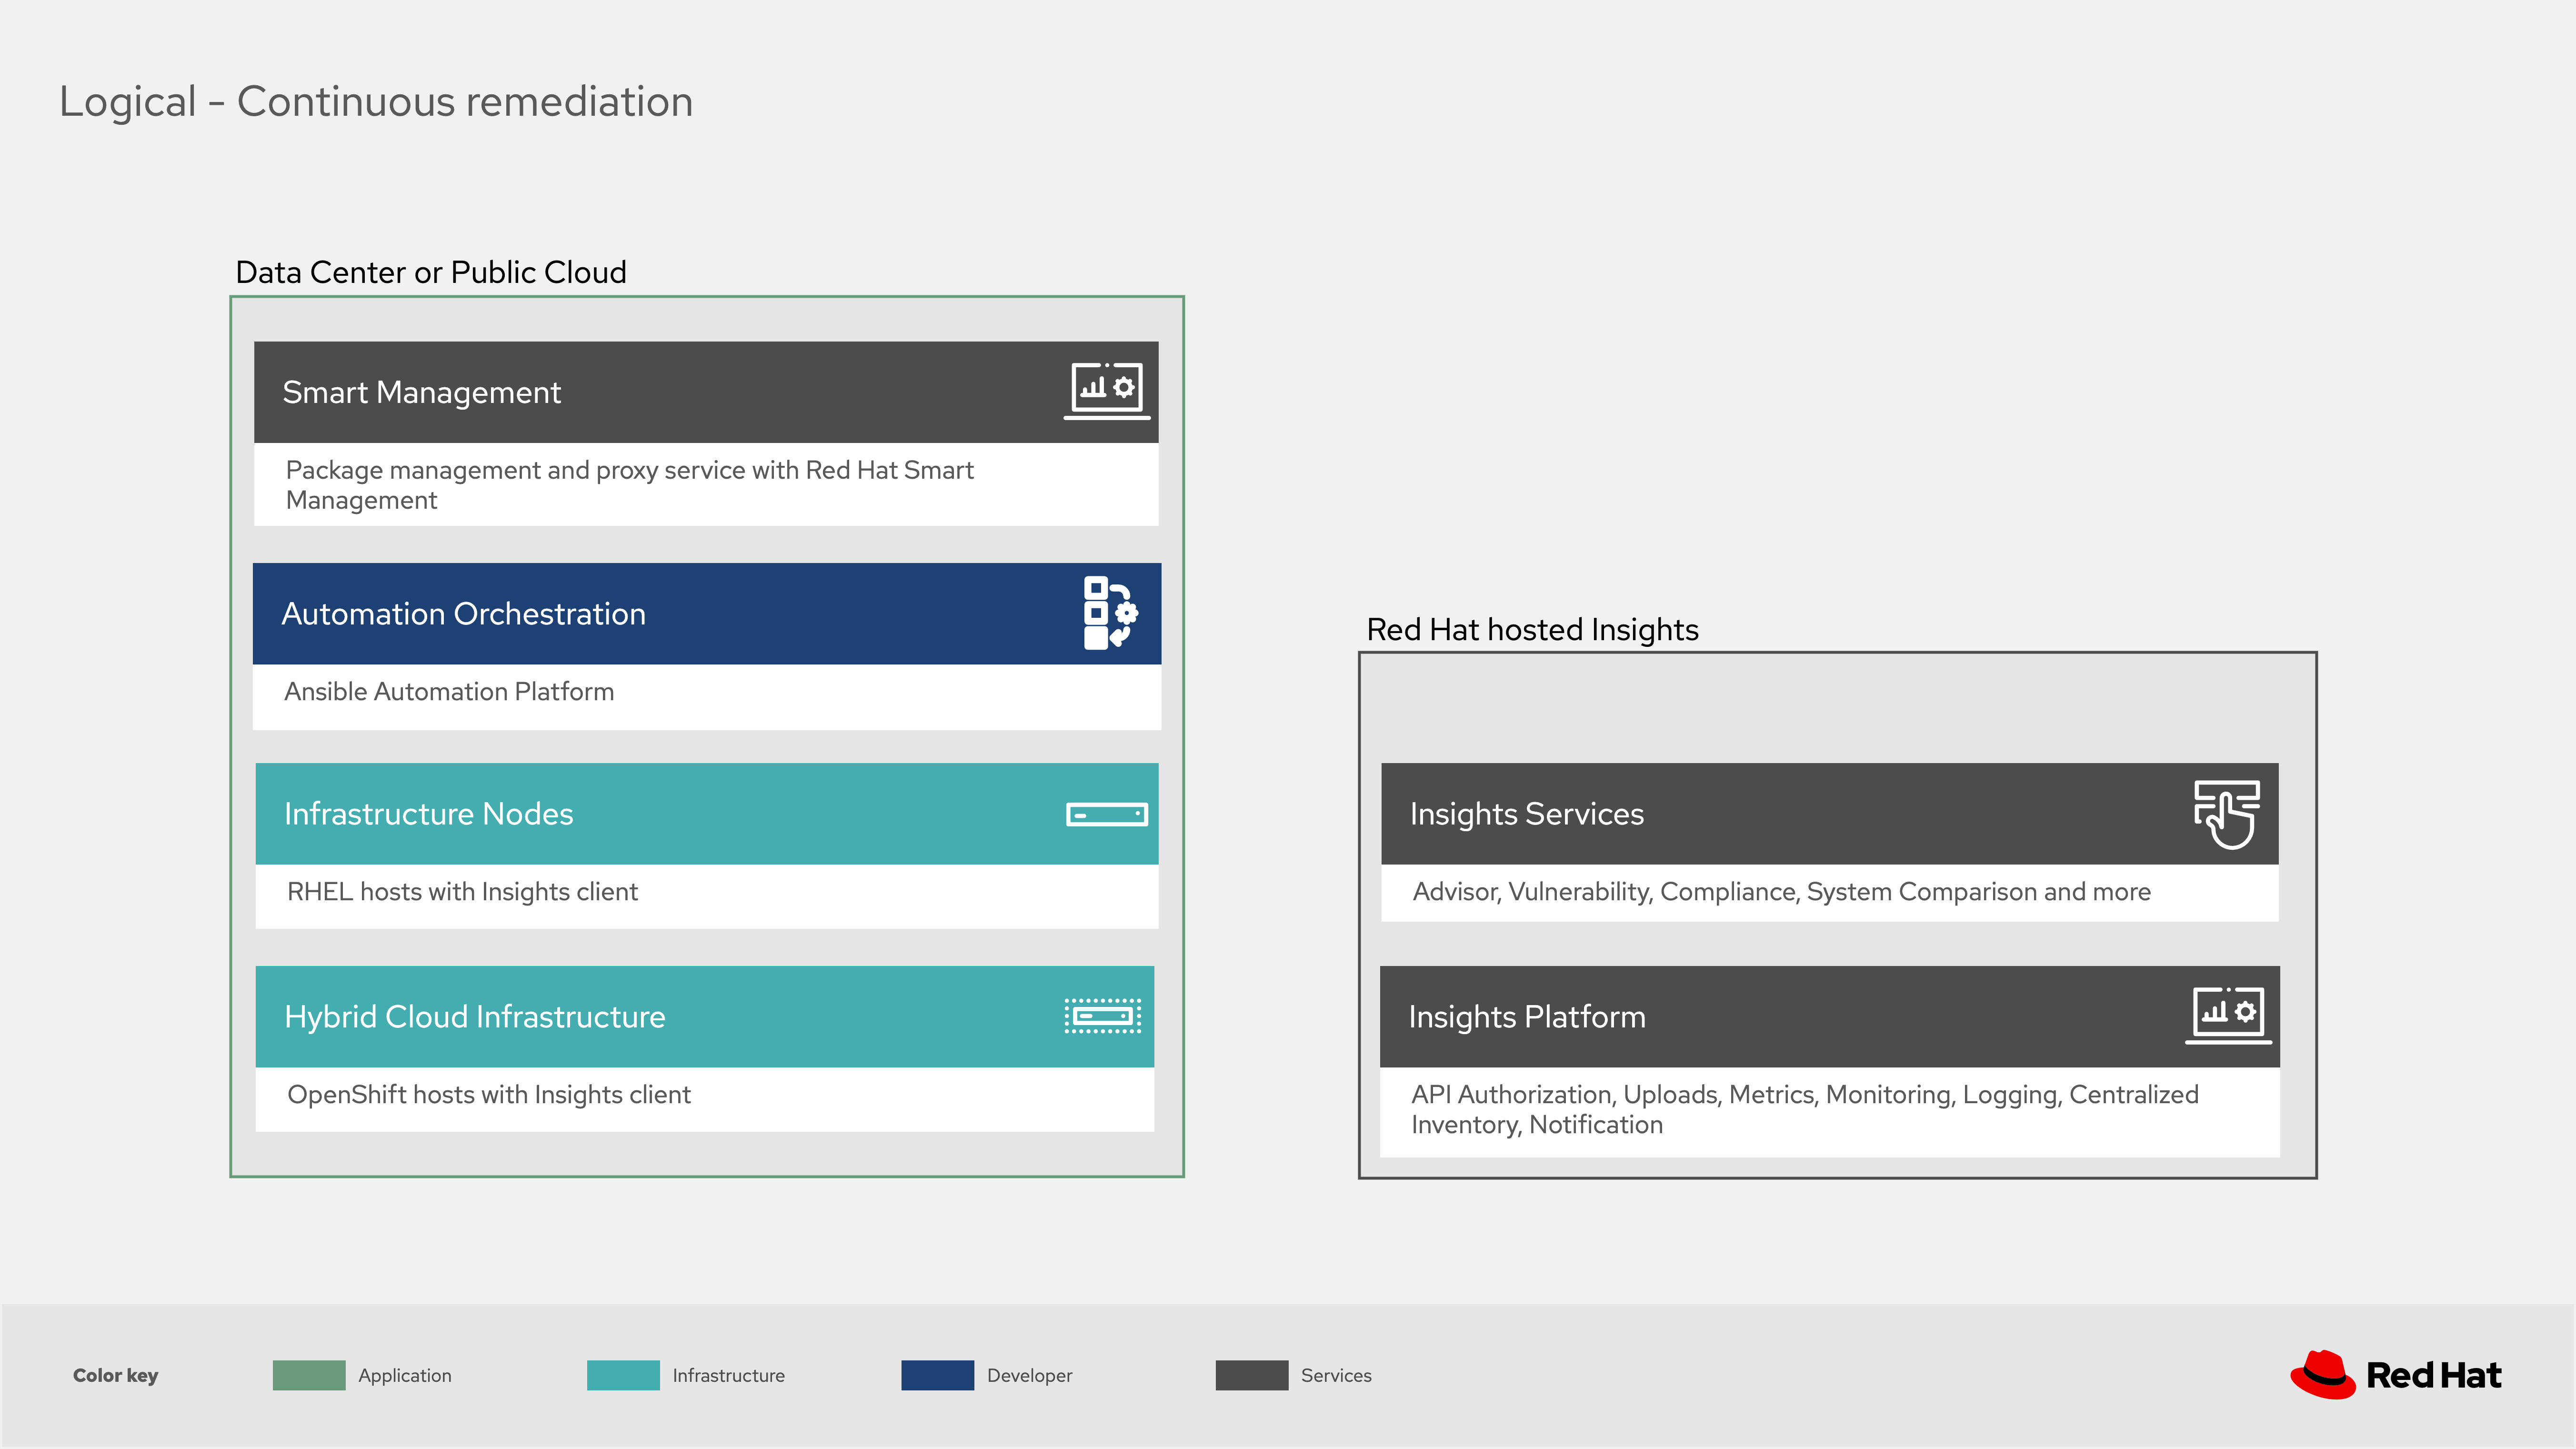 Logical - Continuous remediation
Data Center or Public Cloud
Smart Management
Package management and proxy service with Red Hat Smart
Management
Automation Orchestration
Ansible Automation Platform
Infrastructure Nodes
RHEL hosts with Insights client
Hybrid Cloud Infrastructure
OpenShift hosts with Insights client
Red Hat hosted Insights
Insights Services
Advisor, Vulnerability, Compliance, System Comparison and more
Insights Platform
API Authorization, Uploads, Metrics, Monitoring, Logging, Centralized
Inventory, Notification
Color key
Application
Infrastructure
Developer
Services
Red Hat